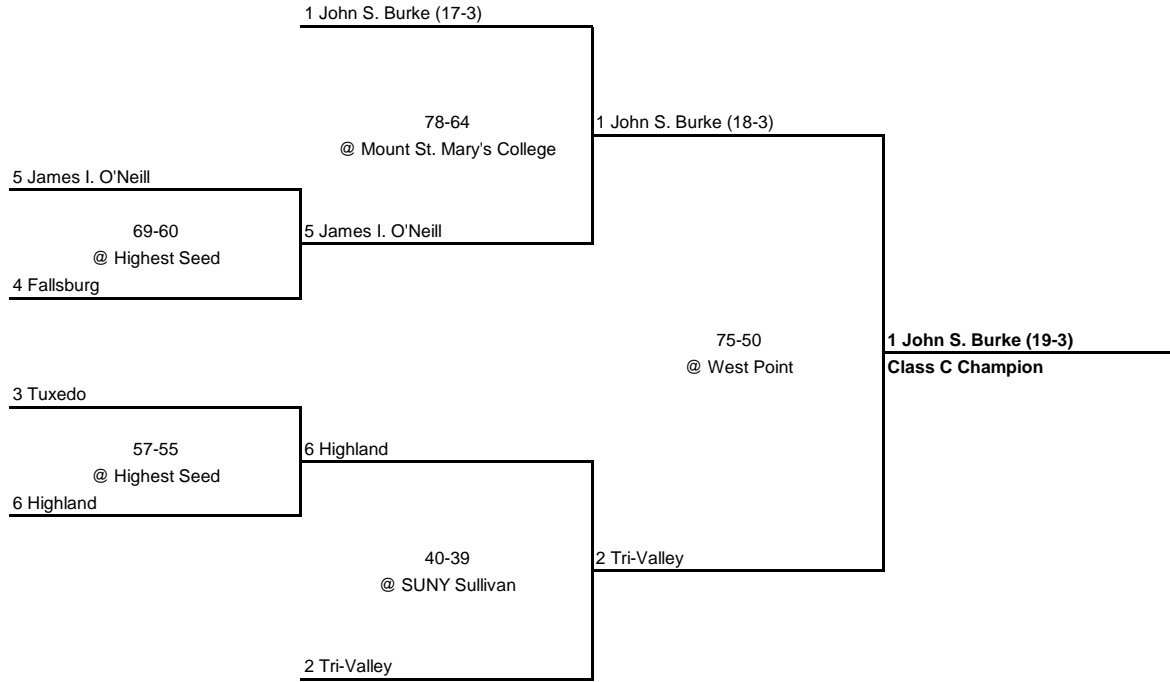 1 John S. Burke (17-3)
78-64
@ Mount St. Mary's College
1 John S. Burke (18-3)
5 James I. O'Neill
69-60
@ Highest Seed
5 James I. O'Neill
4 Fallsburg
75-50
@ West Point
1 John S. Burke (19-3)
Class C Champion
3 Tuxedo
57-55
@ Highest Seed
6 Highland
6 Highland
40-39
@ SUNY Sullivan
2 Tri-Valley
2 Tri-Valley